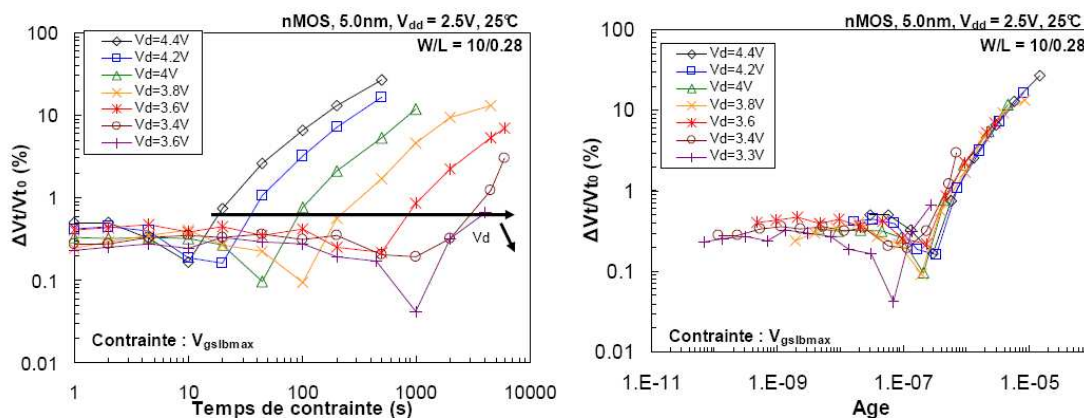 nMOS, 5.0nm, Vdd = 2.5V, 25℃
100
W/L = 10/0.28
Vd=4.4V
Vd=4.2V
Vd=4V
Vd=3.8V
Vd=3.6V
Vd=3.4V
Vd=3.6V
10
1
0.1
0.01
ΔVt/Vt0 (%)
Vd
Contrainte : Vgslbmax
1
10
100
1000
10000
Temps de contrainte (s)
nMOS, 5.0nm, Vdd = 2.5V, 25℃
100
W/L = 10/0.28
Vd=4.4V
Vd=4.2V
Vd=4V
Vd=3.8V
Vd=3.6
Vd=3.4V
Vd=3.3V
10
1
0.1
0.01
ΔVt/Vt0 (%)
Contrainte : Vgslbmax
1.E-11
1.E-09
1.E-07
1.E-05
Age